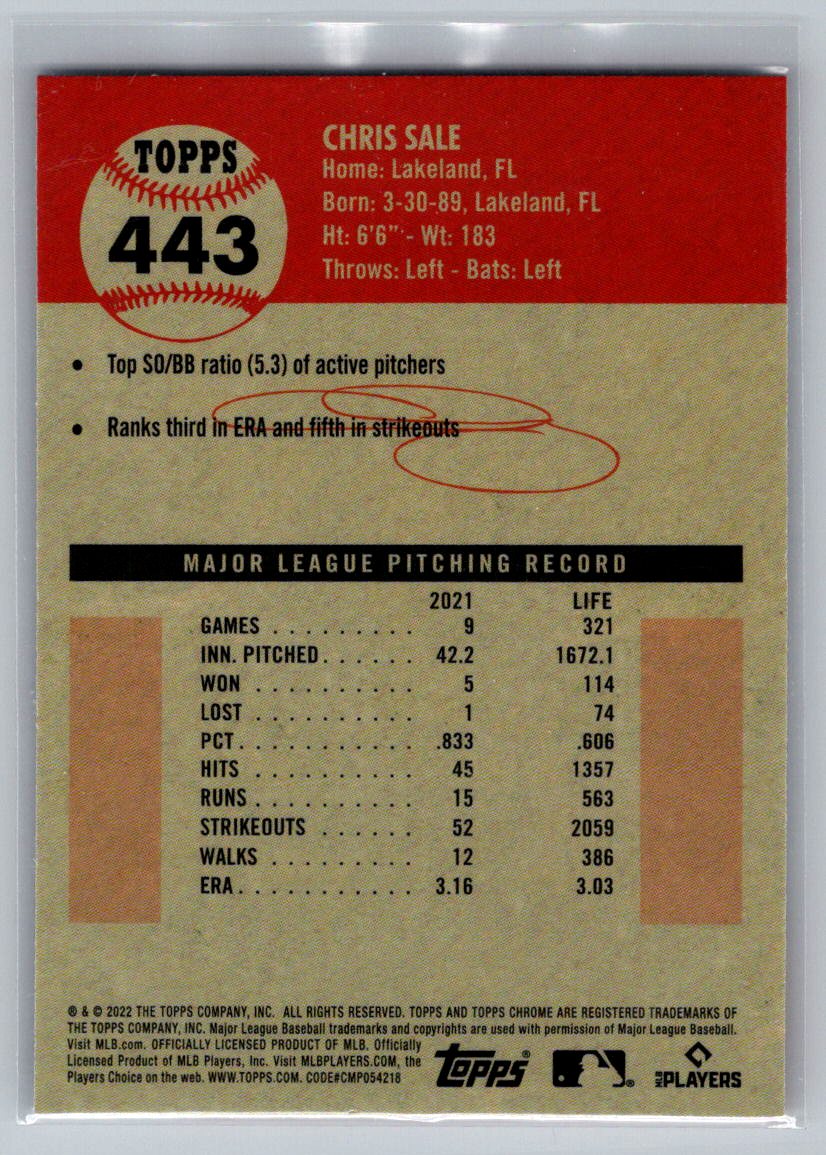 TOPPS
443
CHRIS SALE
Home: Lakeland, FL
Born: 3-30-89, Lakeland, FL
Ht: 6'6" - Wt: 183
Throws: Left - Bats: Left
• Top SO/BB ratio (5.3) of active pitchers
• Ranks third in ERA and fifth in strikeouts
MAJOR LEAGUE PITCHING RECORD
2021 LIFE
GAMES . . . . . . . . . 9 321
INN. PITCHED. . . . . . 42.2 1672.1
WON . . . . . . . . . . 5 114
LOST . . . . . . . . . . 1 74
PCT. . . . . . . . . . . .833 .606
HITS . . . . . . . . . . 45 1357
RUNS . . . . . . . . . . 15 563
STRIKEOUTS . . . . . . 52 2059
WALKS . . . . . . . . . 12 386
ERA. . . . . . . . . . . 3.16 3.03
® & © 2022 THE TOPPS COMPANY, INC. ALL RIGHTS RESERVED. TOPPS AND TOPPS CHROME ARE REGISTERED TRADEMARKS OF
THE TOPPS COMPANY, INC. Major League Baseball trademarks and copyrights are used with permission of Major League Baseball.
Visit MLB.com. OFFICIALLY LICENSED PRODUCT OF MLB. Officially
Licensed Product of MLB Players, Inc. Visit MLBPLAYERS.COM, the
Players Choice on the web. WWW.TOPPS.COM. CODE#CMP054218
topps®
®
MLB PLAYERS